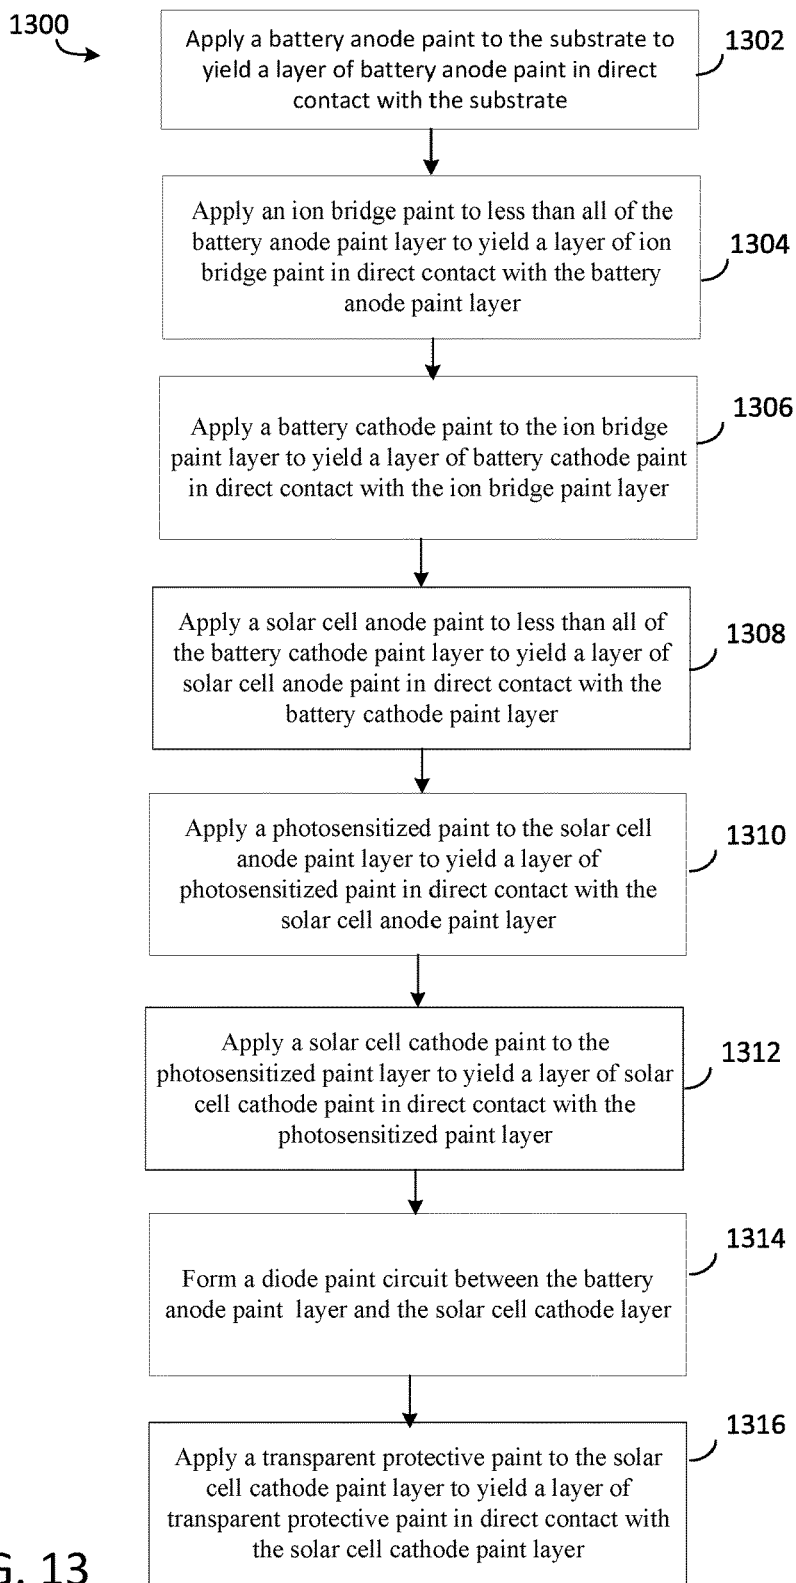 1300
Apply a battery anode paint to the substrate to
yield a layer of battery anode paint in direct
contact with the substrate
1302
Apply an ion bridge paint to less than all of the
battery anode paint layer to yield a layer of ion
bridge paint in direct contact with the battery
anode paint layer
1304
Apply a battery cathode paint to the ion bridge
paint layer to yield a layer of battery cathode paint
in direct contact with the ion bridge paint layer
1306
Apply a solar cell anode paint to less than all of
the battery cathode paint layer to yield a layer of
solar cell anode paint in direct contact with the
battery cathode paint layer
1308
Apply a photosensitized paint to the solar cell
anode paint layer to yield a layer of
photosensitized paint in direct contact with the
solar cell anode paint layer
1310
Apply a solar cell cathode paint to the
photosensitized paint layer to yield a layer of solar
cell cathode paint in direct contact with the
photosensitized paint layer
1312
Form a diode paint circuit between the battery
anode paint layer and the solar cell cathode layer
1314
Apply a transparent protective paint to the solar
cell cathode paint layer to yield a layer of
transparent protective paint in direct contact with
the solar cell cathode paint layer
1316
G. 13